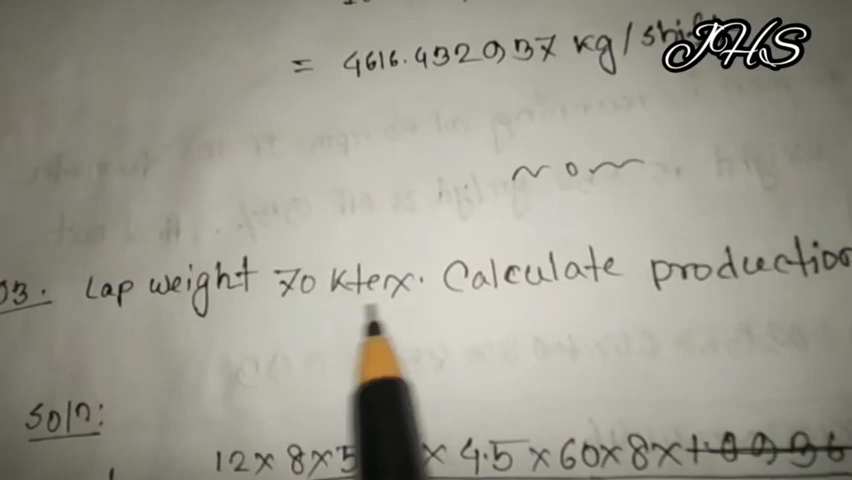 = 4616.432937 kg/shift
JHS
03. Lap weight 70 Ktex. Calculate production
Soln:
12 x 8 x 5 x 4.5 x 60 x 8 x